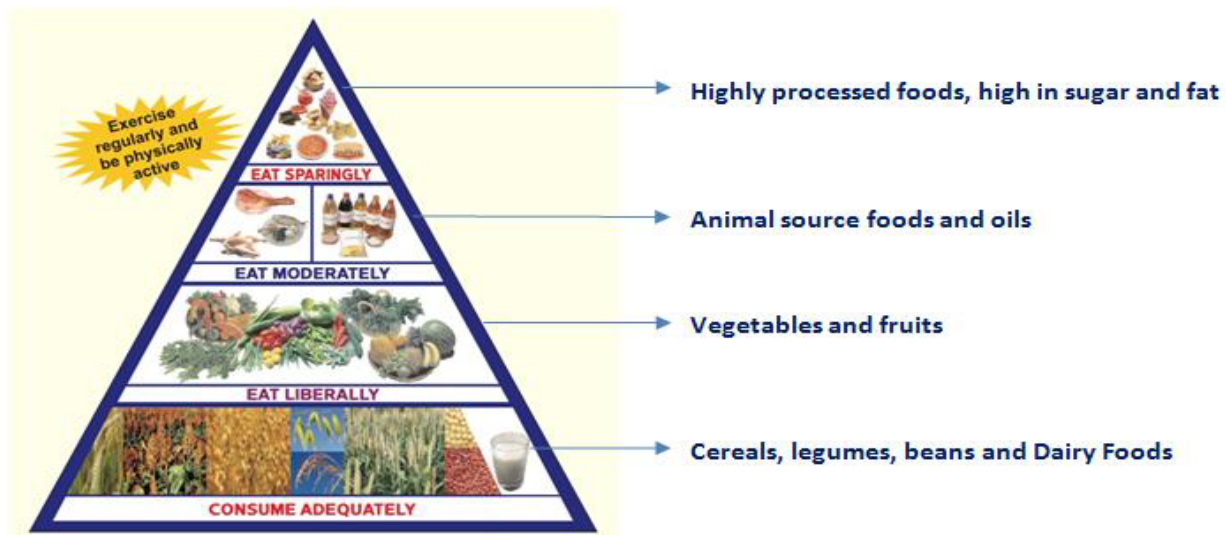 Highly processed foods, high in sugar and fat
Exercise
regularly and
be physically
active
EAT SPARINGLY
Animal source foods and oils
EAT MODERATELY
Vegetables and fruits
EAT LIBERALLY
Cereals, legumes, beans and Dairy Foods
CONSUME ADEQUATELY